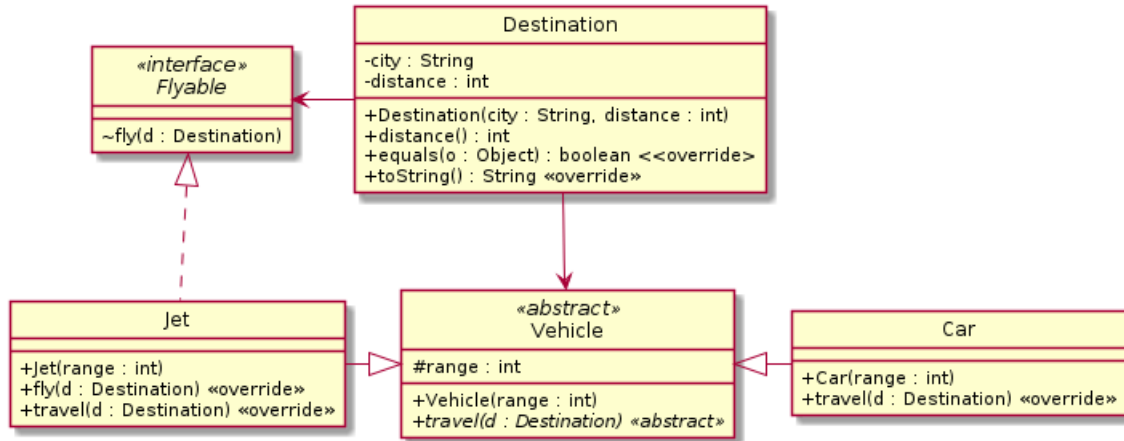 «interface»
Flyable
~fly(d : Destination)
Destination
-city : String
-distance : int
+Destination(city : String, distance : int)
+distance() : int
+equals(o : Object) : boolean <<override>
+toString() : String «override»
Jet
+Jet(range : int)
+fly(d : Destination) «override»
+travel(d : Destination) «override»
«abstract»
Vehicle
#range : int
+Vehicle(range : int)
+travel(d : Destination) «abstract»
Car
+Car(range : int)
+travel(d : Destination) «override»